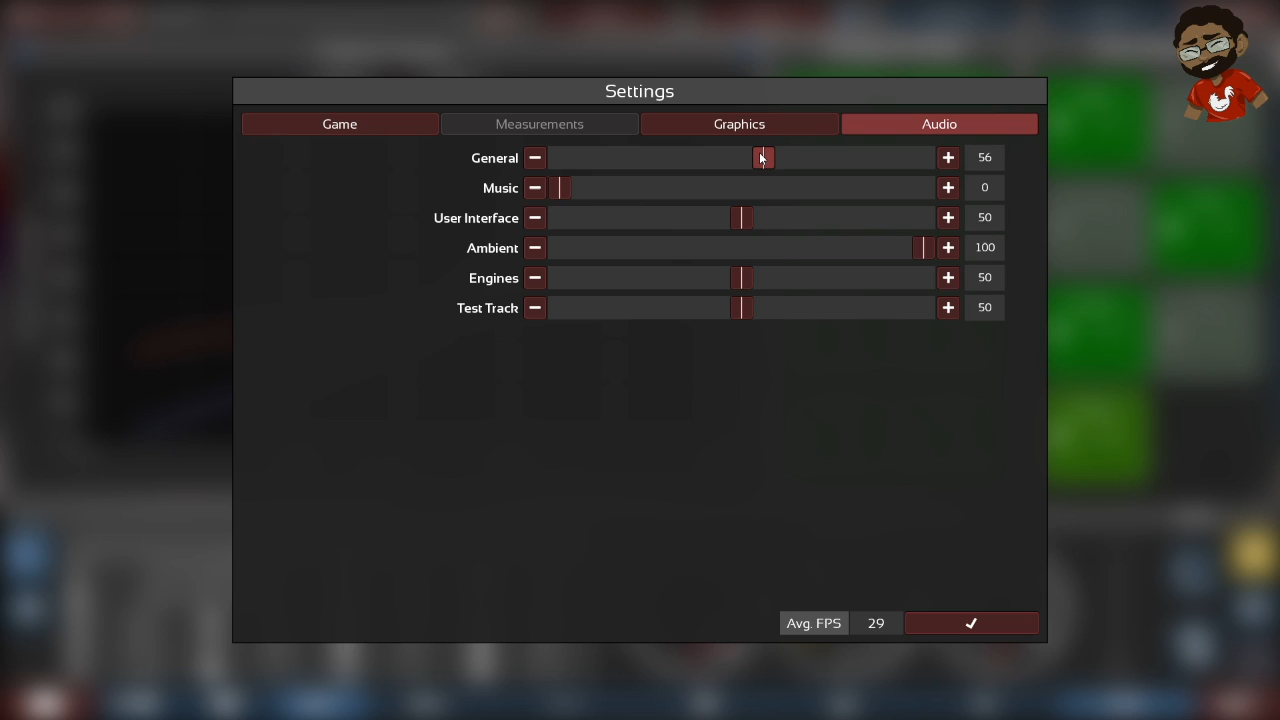 Settings
Game Measurements Graphics Audio
General 56
Music 0
User Interface 50
Ambient 100
Engines 50
Test Track 50
Avg. FPS 29